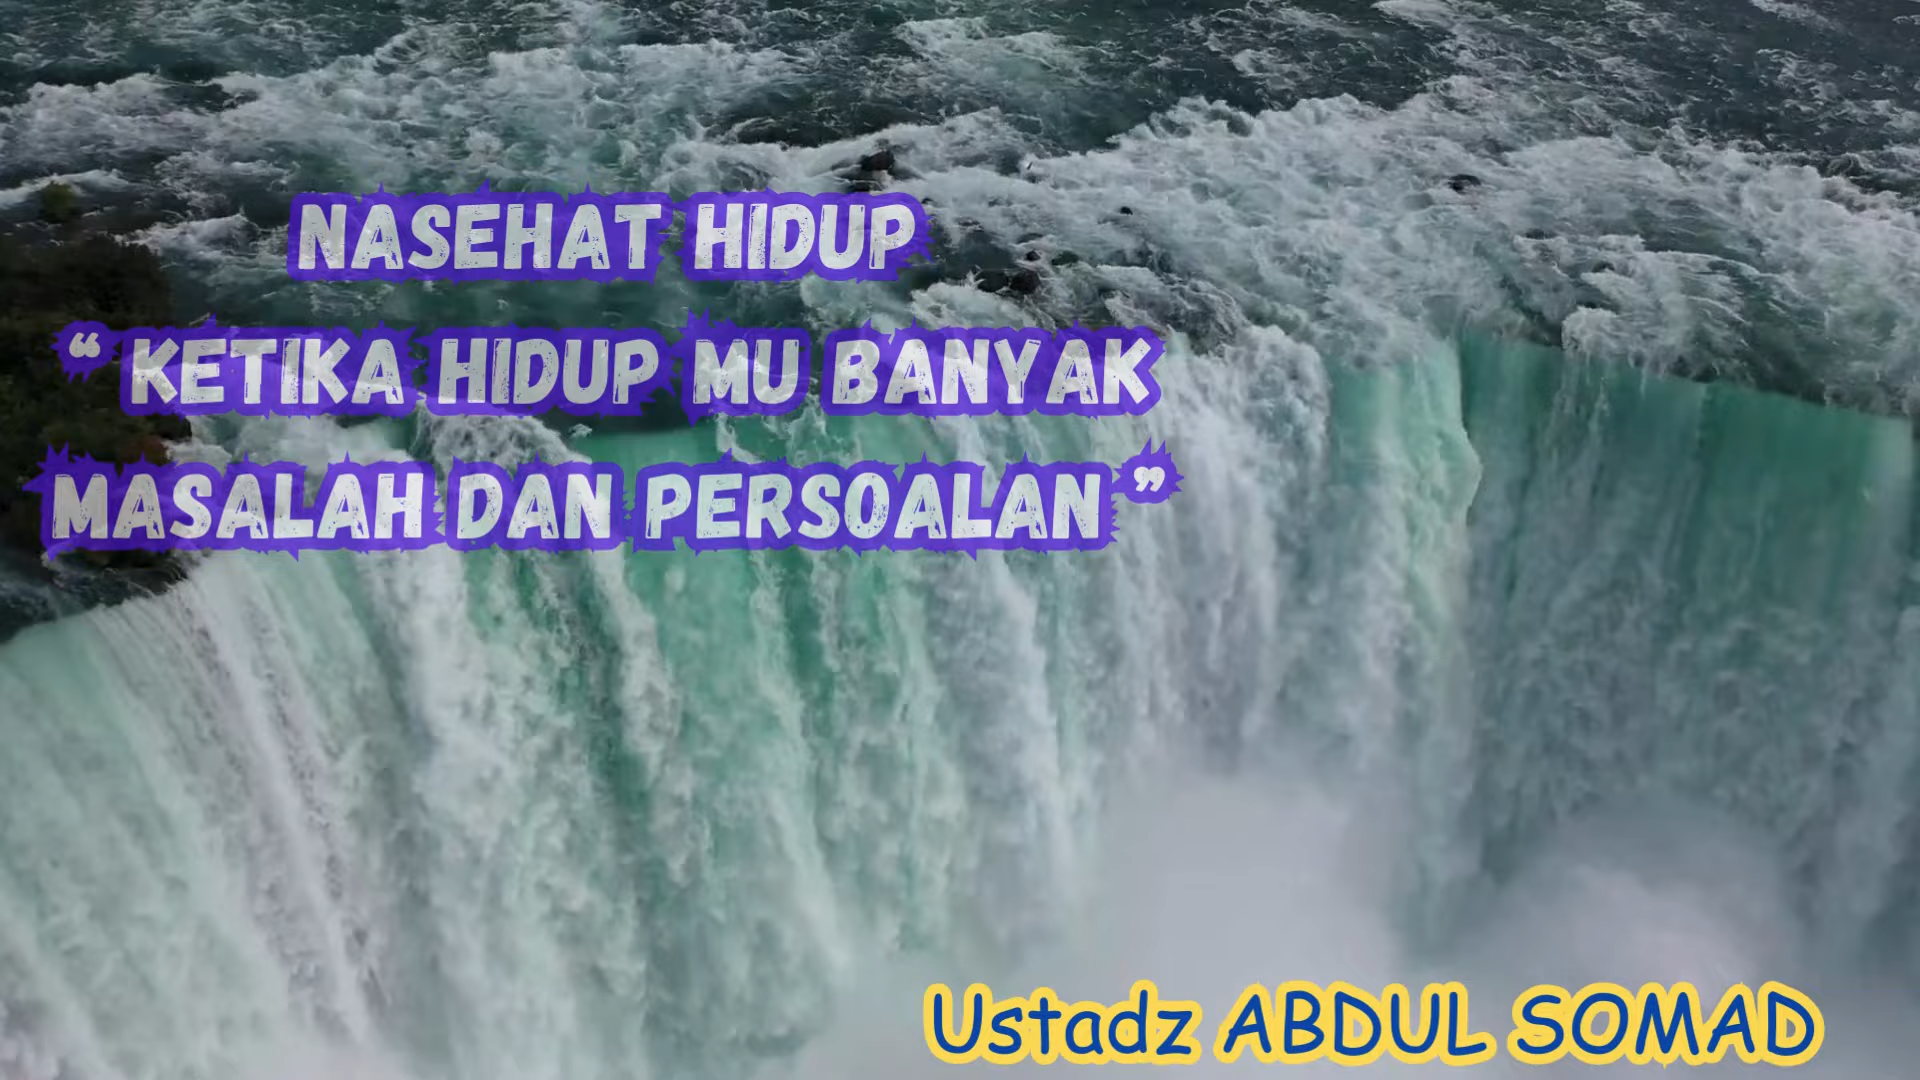 NASEHAT HIDUP
“ KETIKA HIDUP MU BANYAK
MASALAH DAN PERSOALAN ”
Ustadz ABDUL SOMAD